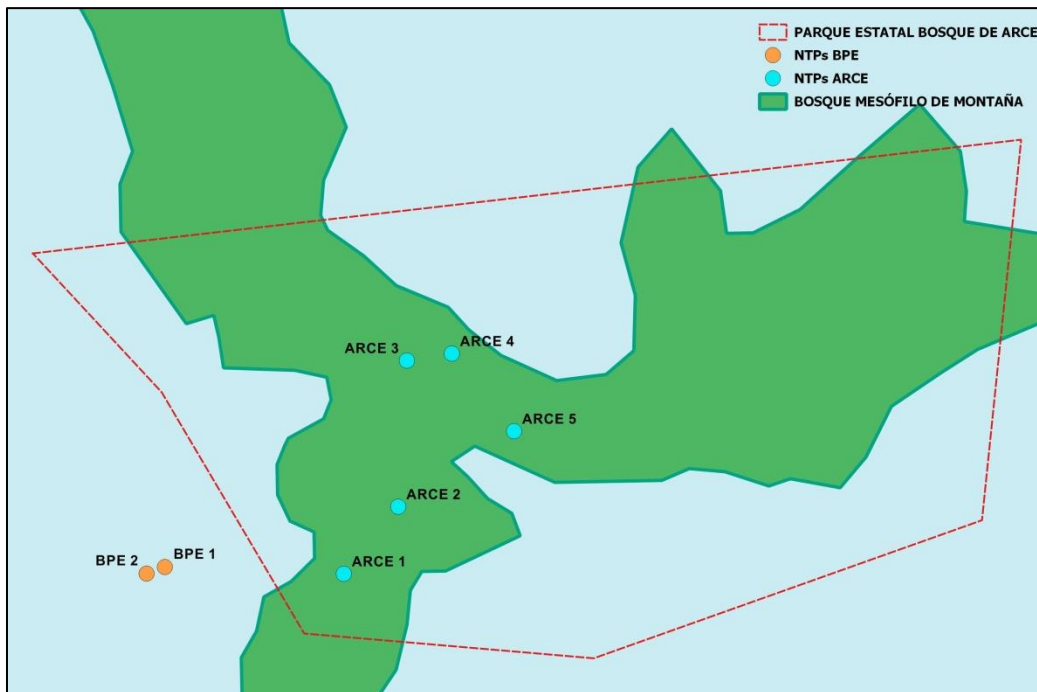 PARQUE ESTATAL BOSQUE DE ARCE
NTPs BPE
NTPs ARCE
BOSQUE MESÓFILO DE MONTAÑA
ARCE 3
ARCE 4
ARCE 5
ARCE 2
BPE 2
BPE 1
ARCE 1